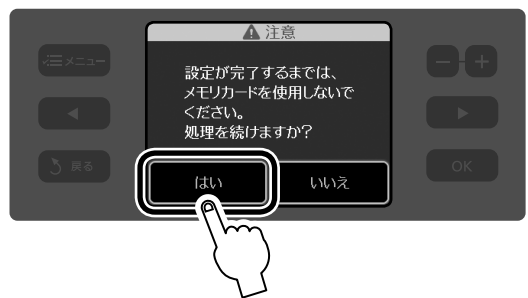 注意
メニュー
設定が完了するまでは、
メモリカードを使用しないで
ください。
処理を続けますか?
戻る
はい
いいえ
OK